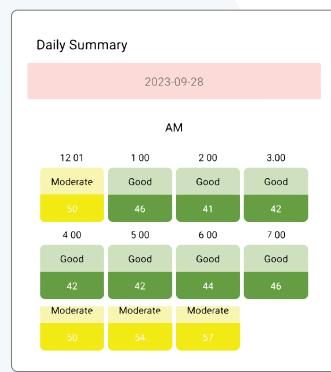 Daily Summary
2023-09-28
AM
12 01 1 00 2 00 3.00
Moderate Good Good Good
50 46 41 42
4 00 5 00 6 00 7 00
Good Good Good Good
42 42 44 46
Moderate Moderate Moderate
50 54 57